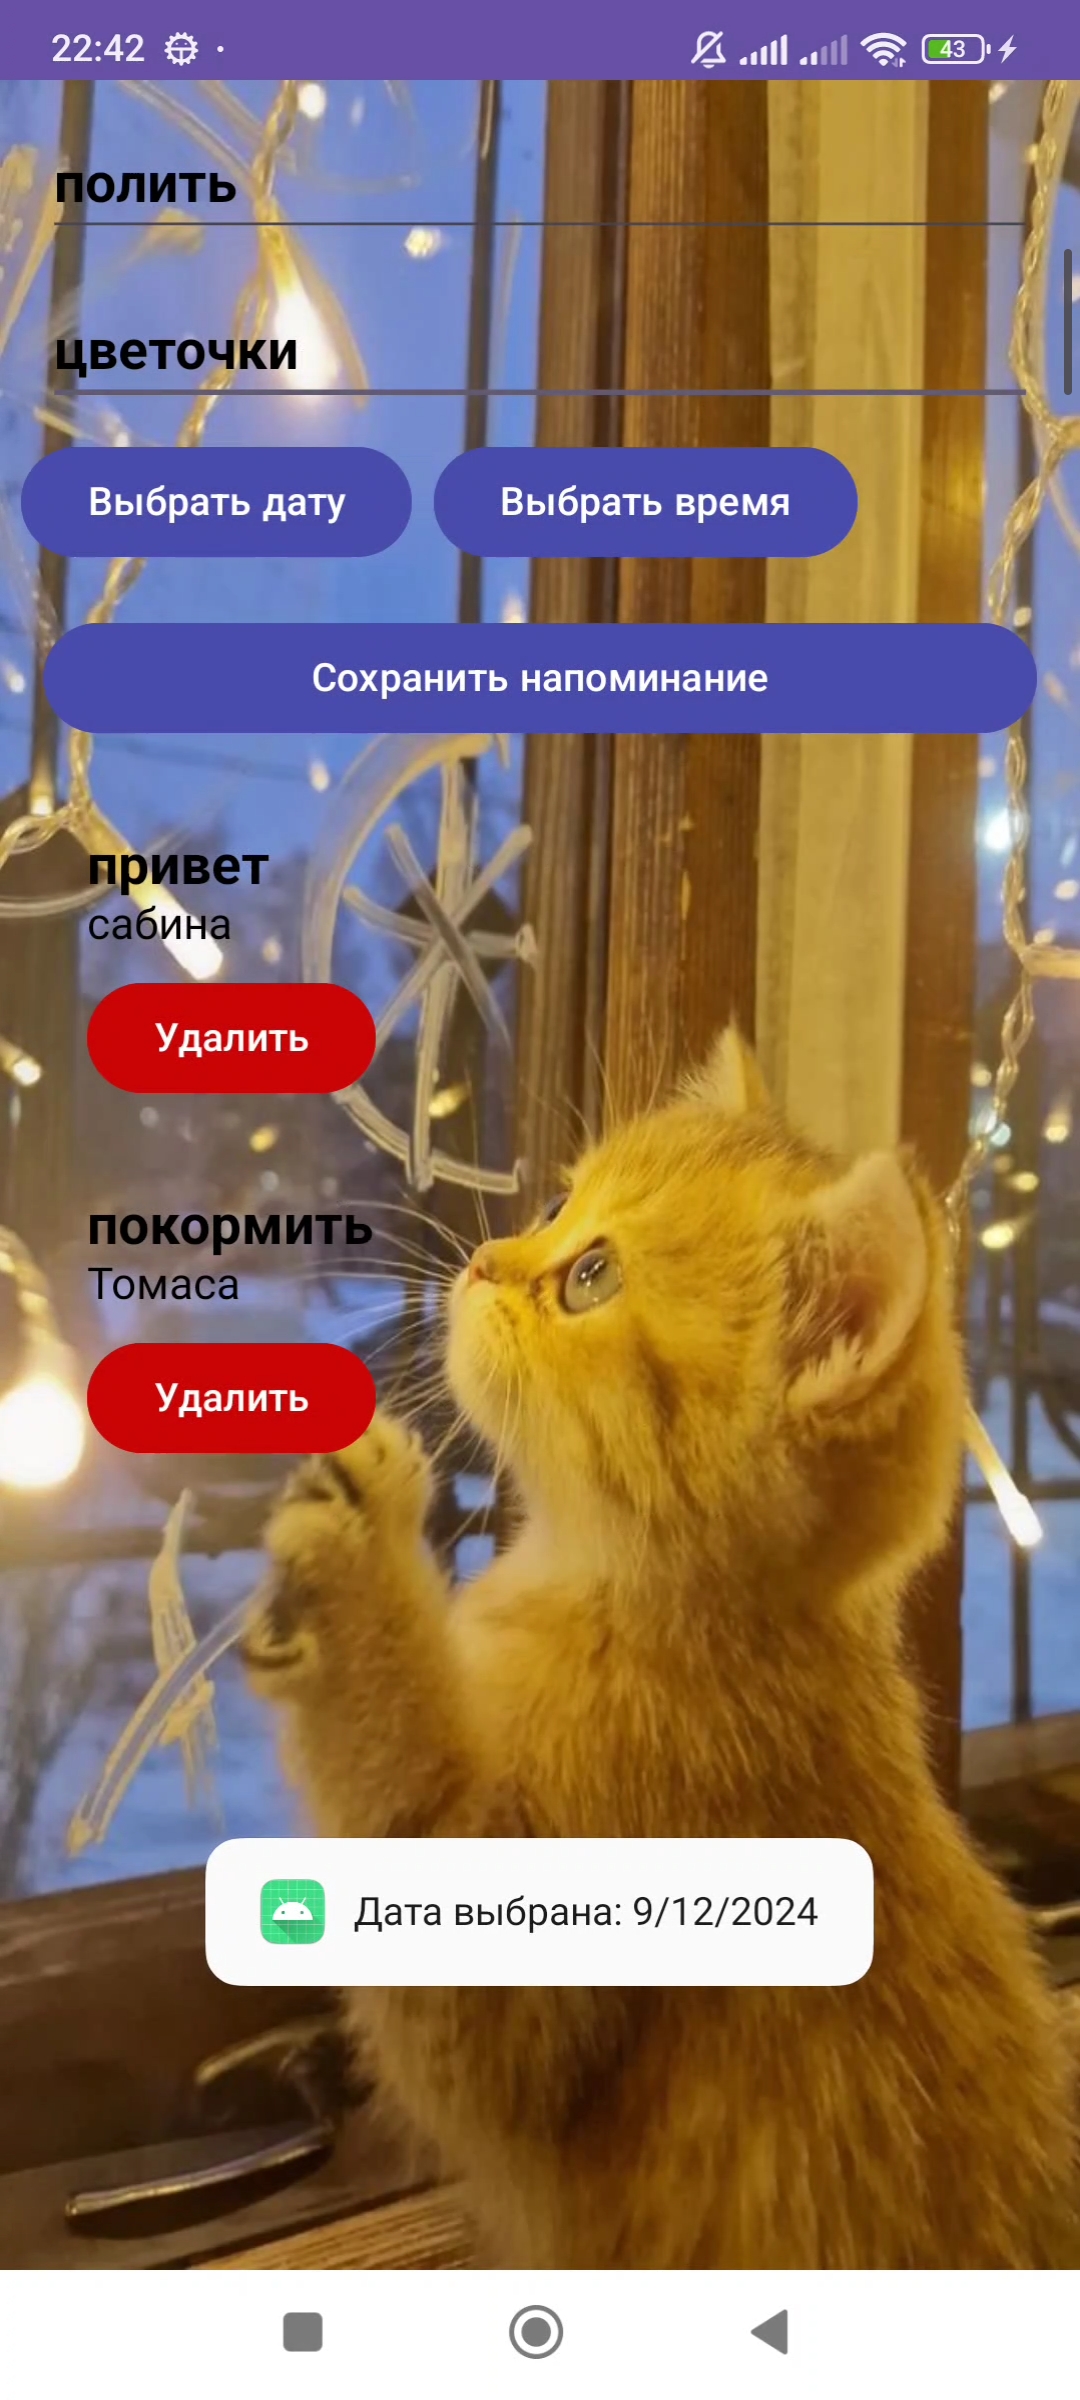 22:42
43
полить
цветочки
Выбрать дату Выбрать время
Сохранить напоминание
привет
сабина
Удалить
покормить
Томаса
Удалить
Дата выбрана: 9/12/2024